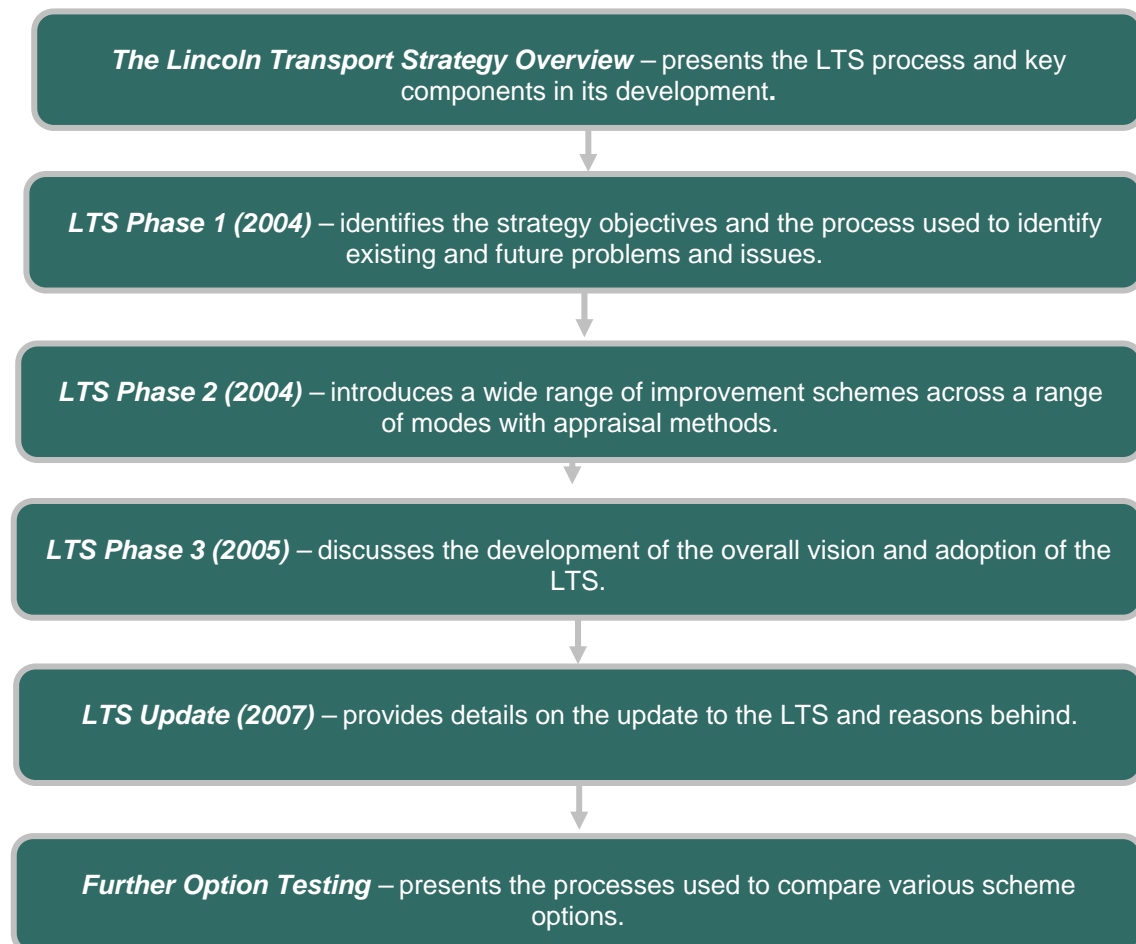 The Lincoln Transport Strategy Overview – presents the LTS process and key
components in its development.
LTS Phase 1 (2004) – identifies the strategy objectives and the process used to identify
existing and future problems and issues.
LTS Phase 2 (2004) – introduces a wide range of improvement schemes across a range
of modes with appraisal methods.
LTS Phase 3 (2005) – discusses the development of the overall vision and adoption of the
LTS.
LTS Update (2007) – provides details on the update to the LTS and reasons behind.
Further Option Testing – presents the processes used to compare various scheme
options.